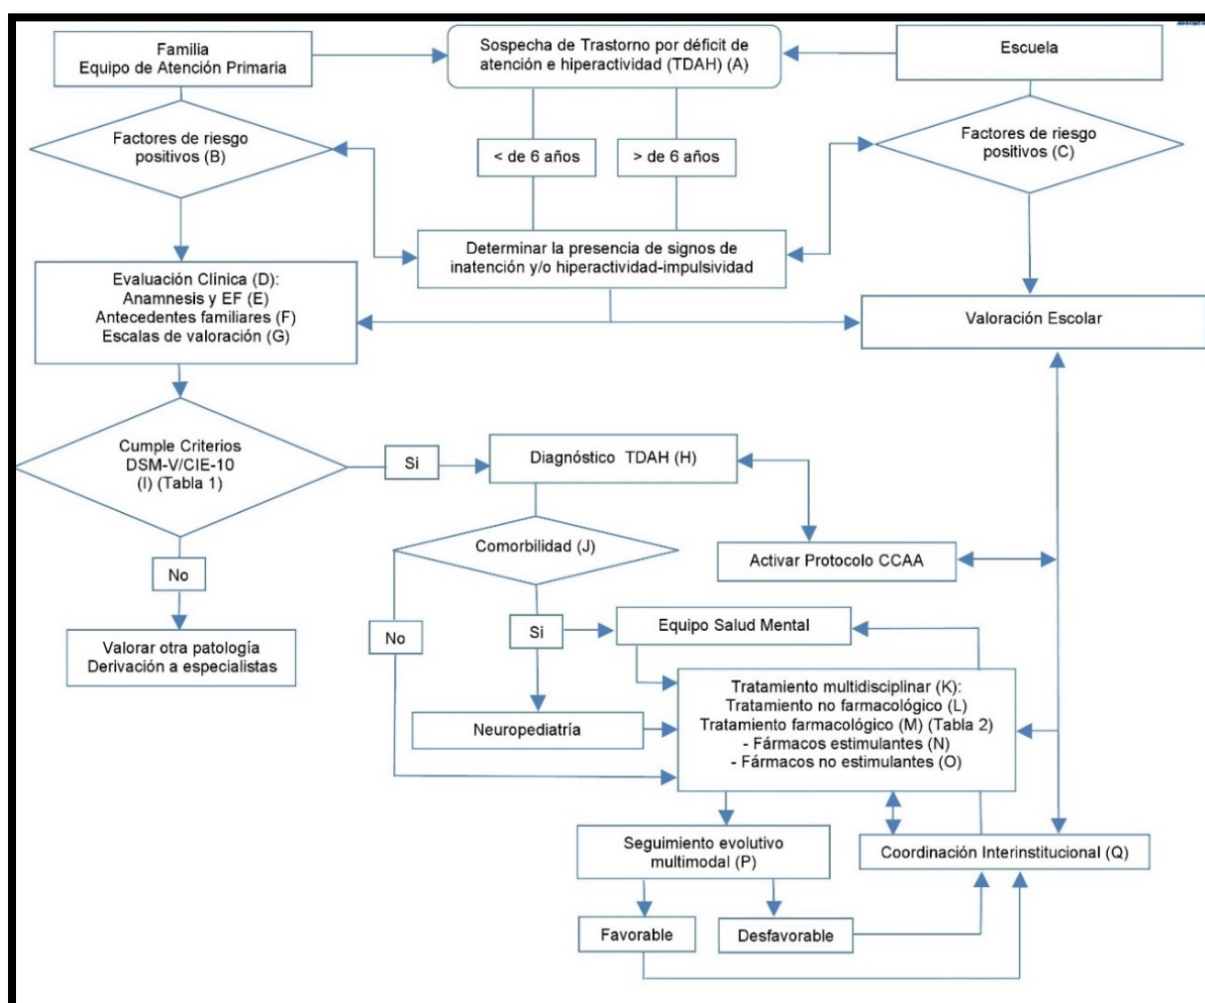 Familia
Equipo de Atención Primaria
Sospecha de Trastorno por déficit de
atención e hiperactividad (TDAH) (A)
Escuela
Factores de riesgo
positivos (B)
< de 6 años
> de 6 años
Factores de riesgo
positivos (C)
Determinar la presencia de signos de
inatención y/o hiperactividad-impulsividad
Evaluación Clínica (D):
Anamnesis y EF (E)
Antecedentes familiares (F)
Escalas de valoración (G)
Valoración Escolar
Cumple Criterios
DSM-V/CIE-10
(I) (Tabla 1)
Si
Diagnóstico TDAH (H)
Comorbilidad (J)
Activar Protocolo CCAA
No
Valorar otra patología
Derivación a especialistas
No
Si
Equipo Salud Mental
Neuropediatría
Tratamiento multidisciplinar (K):
Tratamiento no farmacológico (L)
Tratamiento farmacológico (M) (Tabla 2)
- Fármacos estimulantes (N)
- Fármacos no estimulantes (O)
Seguimiento evolutivo
multimodal (P)
Coordinación Interinstitucional (Q)
Favorable
Desfavorable